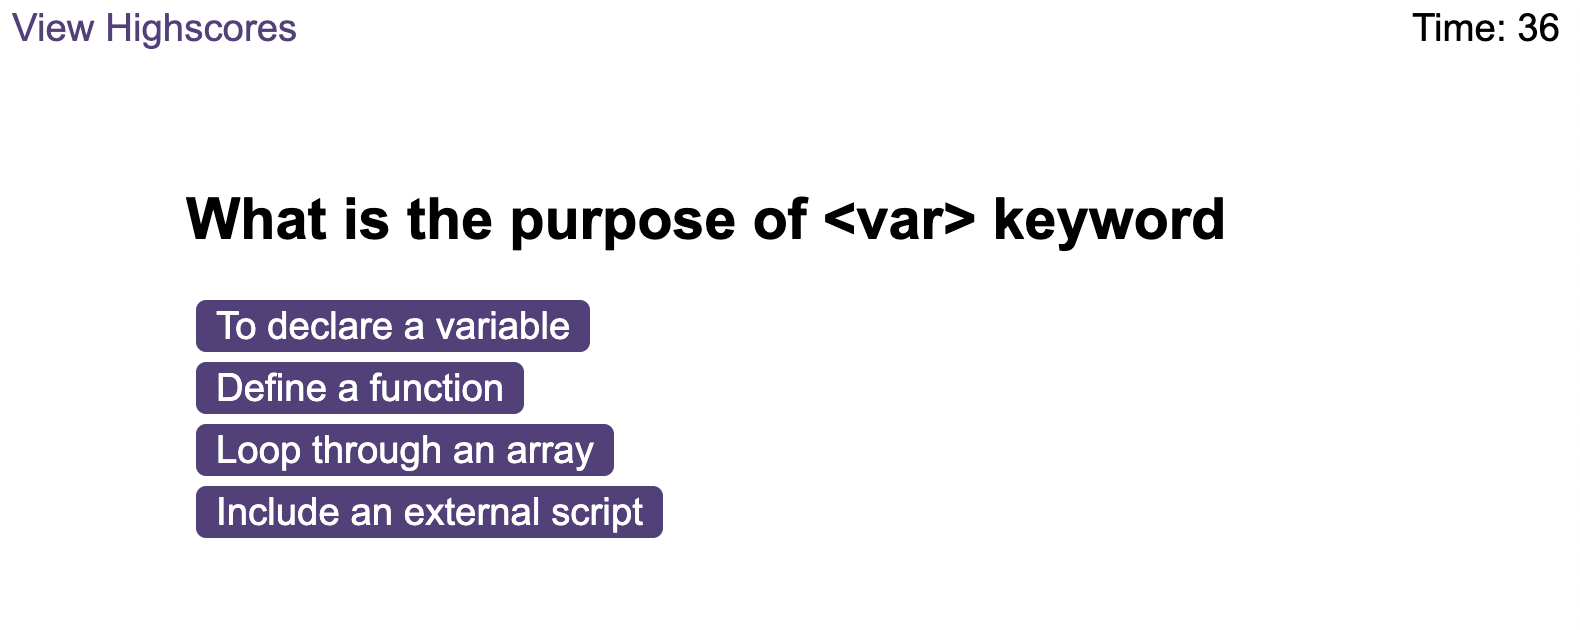 View Highscores
Time: 36
What is the purpose of <var> keyword
To declare a variable
Define a function
Loop through an array
Include an external script